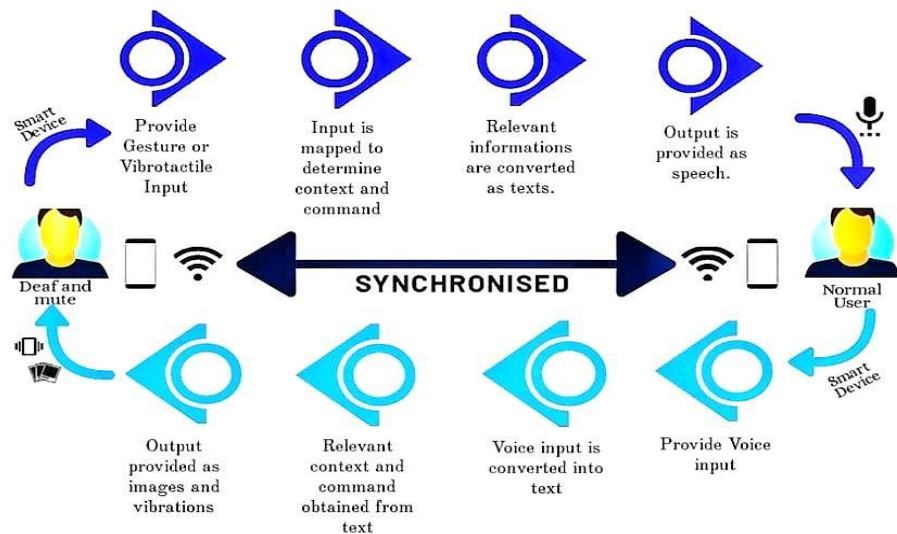 Smart Device
Provide
Gesture or
Vibrotactile
Input
Input is
mapped to
determine
context and
command
Relevant
informations
are converted
as texts.
Output is
provided as
speech.
Deaf and
mute
SYNCHRONISED
Normal
User
Output
provided as
images and
vibrations
Relevant
context and
command
obtained from
text
Voice input is
converted into
text
Provide Voice
input
Smart Device